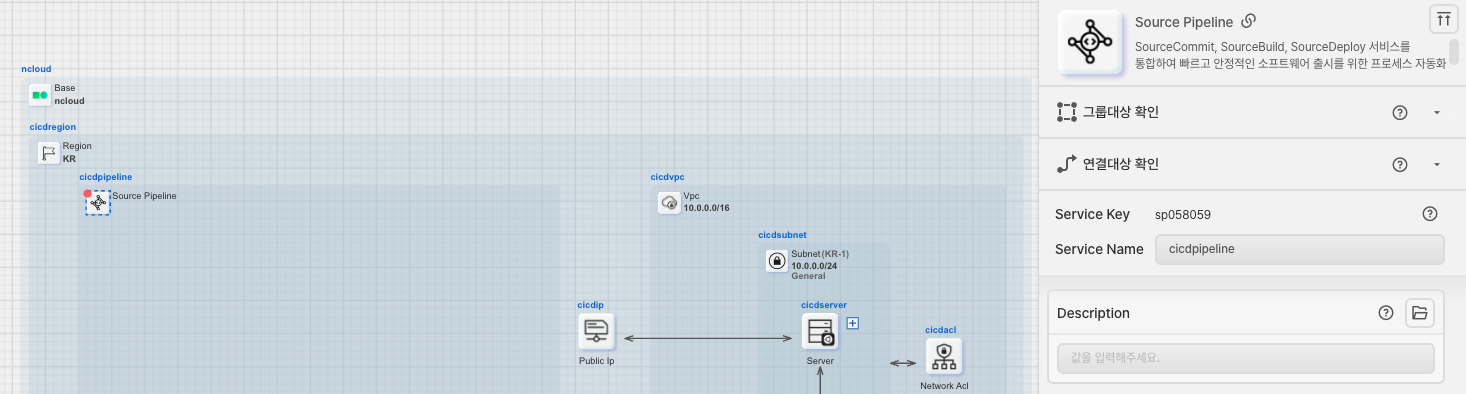 ncloud
Base
ncloud
cicdregion
Region
KR
cicdpipeline
Source Pipeline
cicdvpc
Vpc
10.0.0.0/16
cicdsubnet
Subnet (KR-1)
10.0.0.0/24
General
cicdip
Public Ip
cicdserver
Server
cicdacl
Network Acl
Source Pipeline
SourceCommit, SourceBuild, SourceDeploy 서비스를
통합하여 빠르고 안정적인 소프트웨어 출시를 위한 프로세스 자동화
그룹대상 확인
연결대상 확인
Service Key sp058059
Service Name cicdpipeline
Description
값을 입력해주세요.